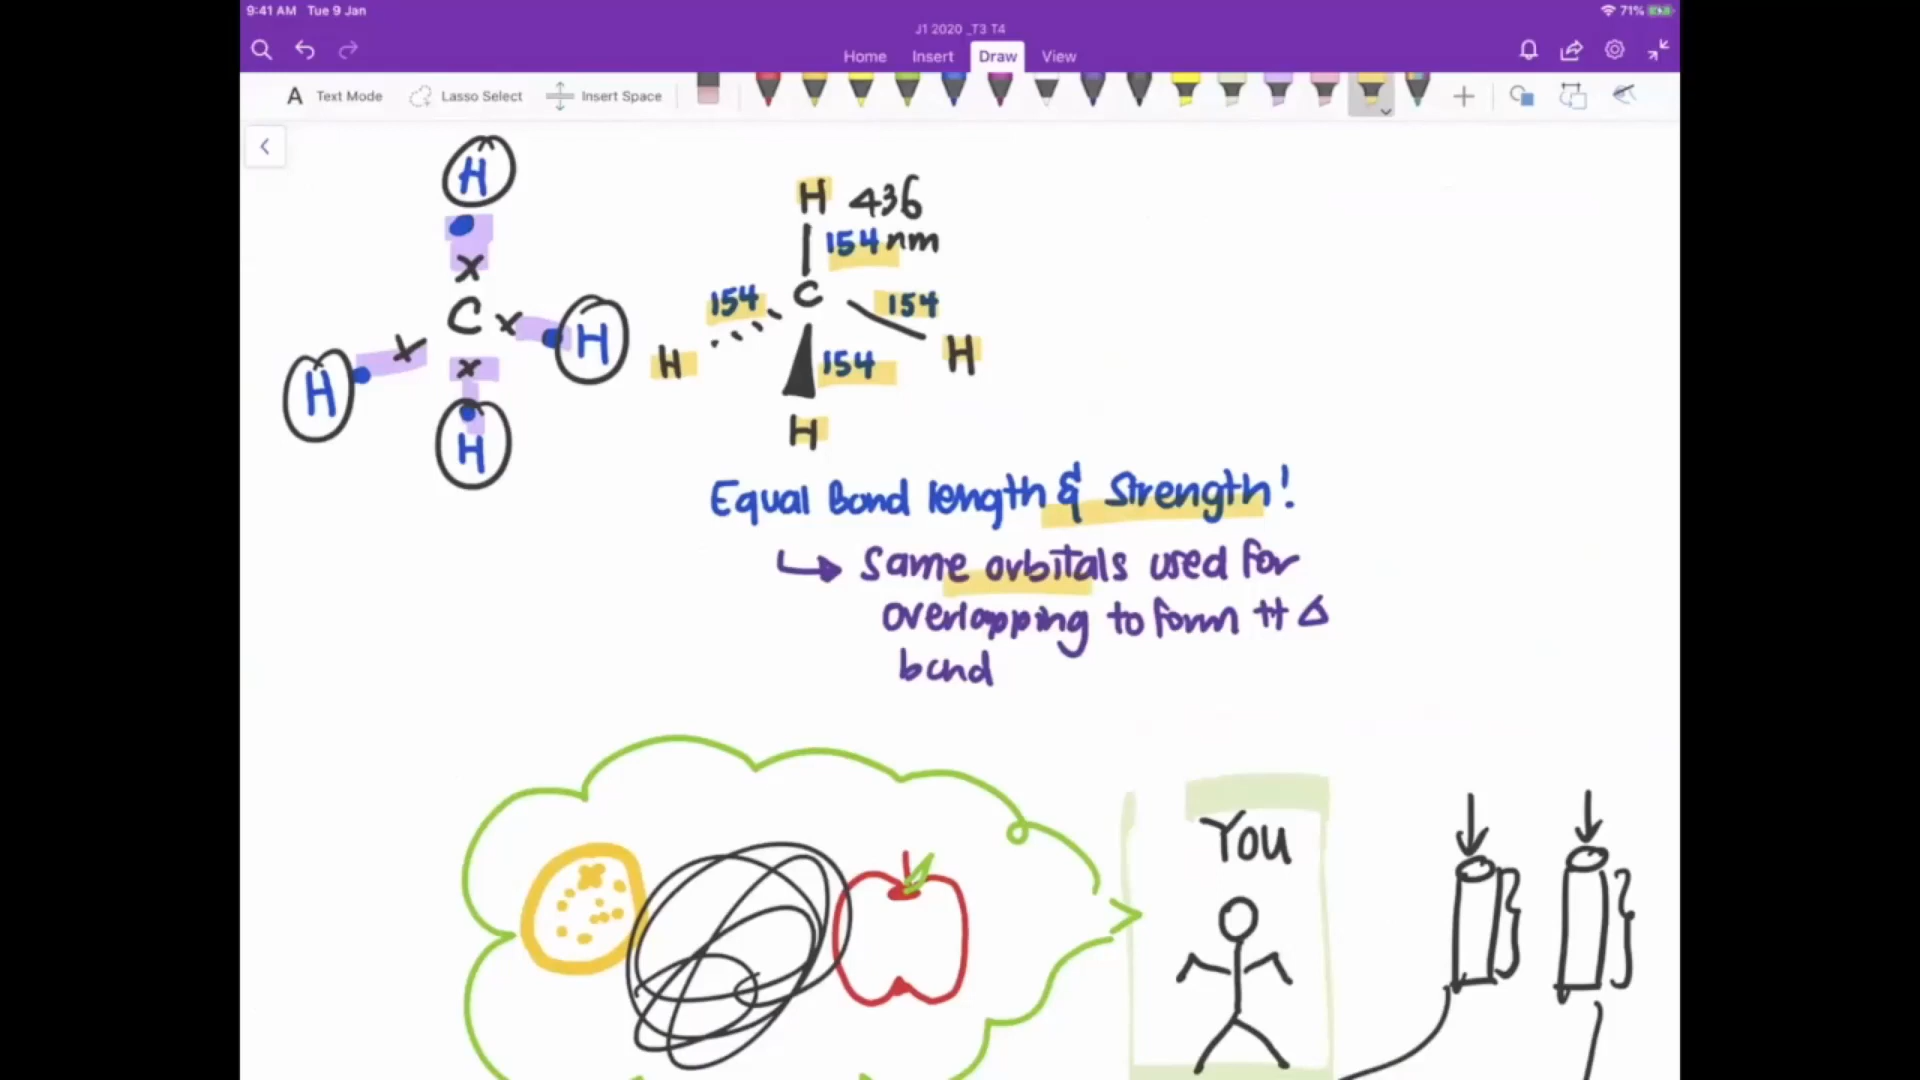 9:41 AM Tue 9 Jan
71%
J1 2020 _T3 T4
Home Insert Draw View
A Text Mode Lasso Select Insert Space
H
x
C x H
x
H x
H
H 436
154 nm
154 C 154
H 154 H
H
Equal Bond length & Strength!
Same orbitals used for
overlapping to form
bond
You